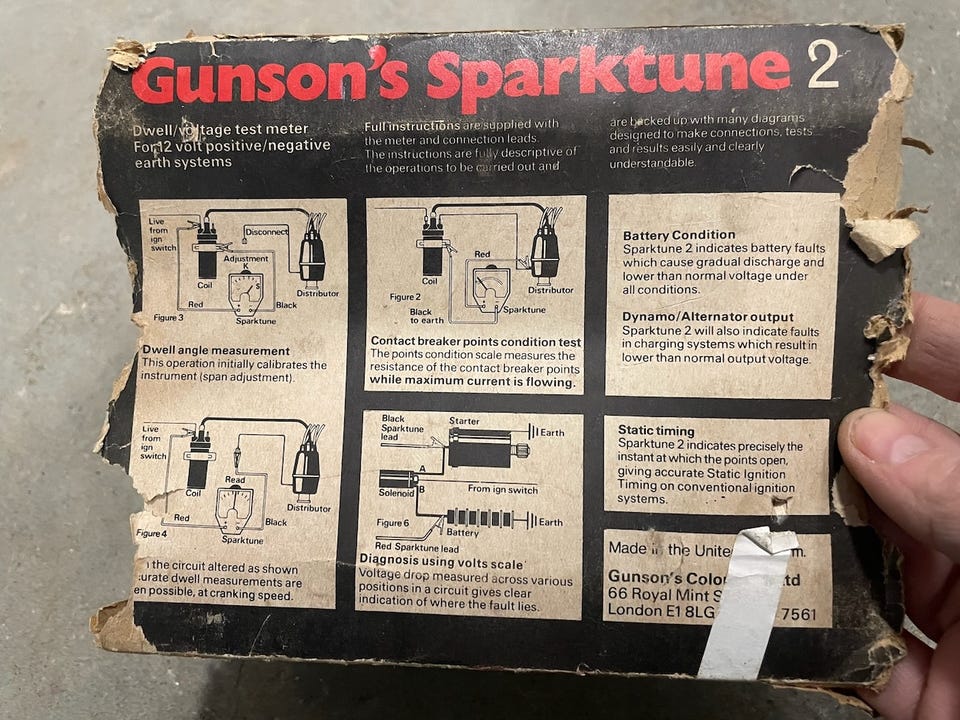 Gunson's Sparktune 2
Dwell/voltage test meter
For 12 volt positive/negative
earth systems
Full instructions are supplied with
the meter and connection leads.
The instructions are fully descriptive of
the operations to be carried out and
are backed up with many diagrams
designed to make connections, tests
and results easily and clearly
understandable.
Live
from
ign
switch
Disconnect
Adjustment
K
S
Coil
Distributor
Red
Black
Figure 3
Sparktune
Dwell angle measurement
This operation initially calibrates the
instrument (span adjustment).
Live
from
ign
switch
Coil
Read
Distributor
Red
Black
Figure 4
Sparktune
the circuit altered as shown
dwell measurements are
possible, at cranking speed.
Red
Coil
Distributor
Figure 2
Sparktune
Black
to earth
Contact breaker points condition test
The points condition scale measures the
resistance of the contact breaker points
while maximum current is flowing.
Black
Sparktune
lead
Starter
Earth
A
Solenoid
B
From ign switch
Figure 6
Earth
Battery
Red Sparktune lead
Diagnosis using volts scale
Voltage drop measured across various
positions in a circuit gives clear
indication of where the fault lies.
Battery Condition
Sparktune 2 indicates battery faults
which cause gradual discharge and
lower than normal voltage under
all conditions.
Dynamo/Alternator output
Sparktune 2 will also indicate faults
in charging systems which result in
lower than normal output voltage.
Static timing
Sparktune 2 indicates precisely the
instant at which the points open,
giving accurate Static Ignition
Timing on conventional ignition
systems.
Made in the
Gunson's Ltd
66 Royal Mint
London E1 8LG 7561